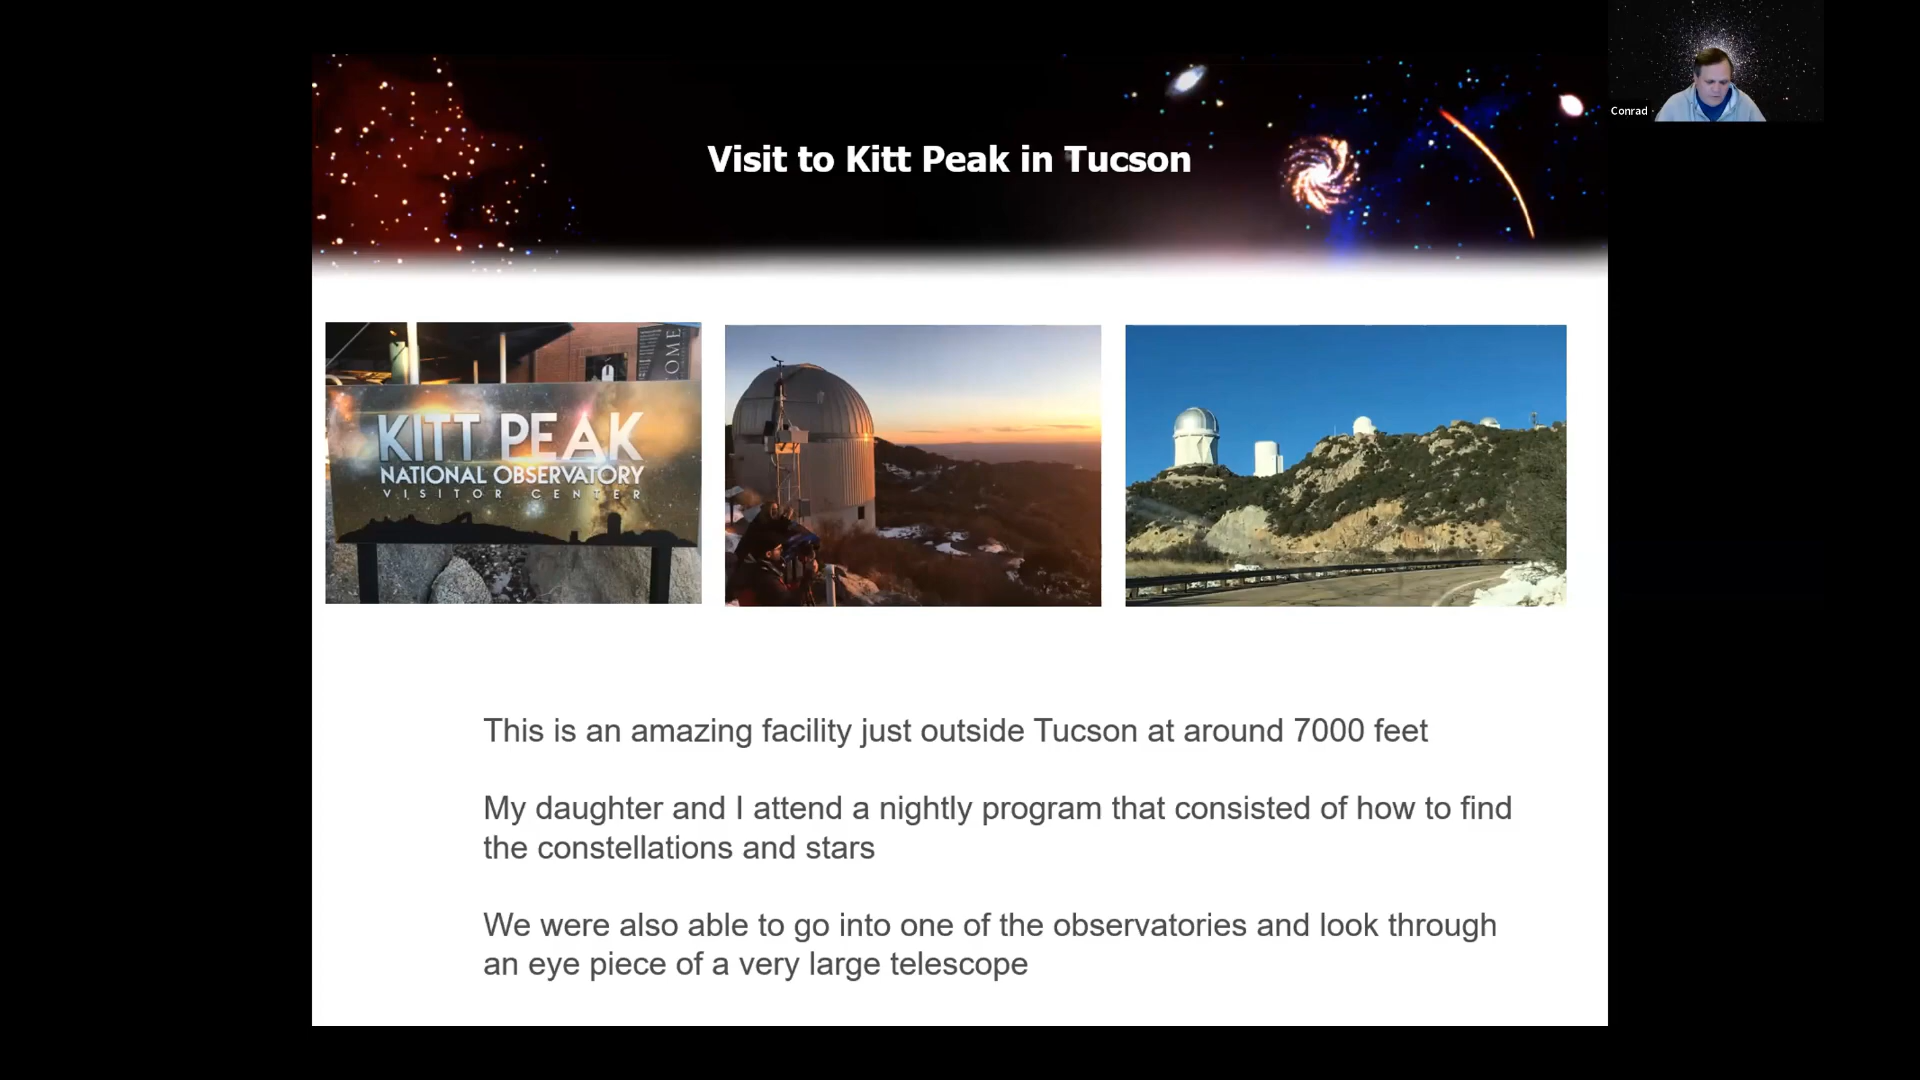 Conrad
Visit to Kitt Peak in Tucson
OME
KITT PEAK
NATIONAL OBSERVATORY
VISITOR CENTER
This is an amazing facility just outside Tucson at around 7000 feet
My daughter and I attend a nightly program that consisted of how to find
the constellations and stars
We were also able to go into one of the observatories and look through
an eye piece of a very large telescope